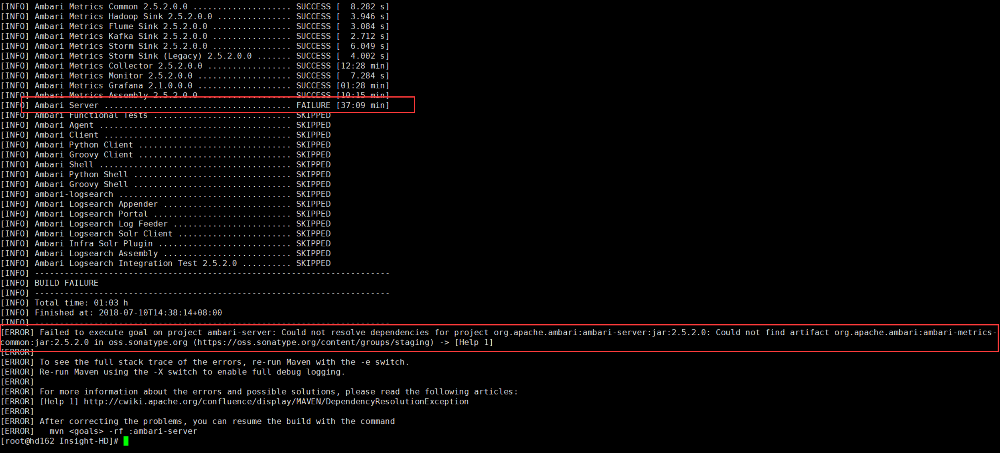 [INFO] Ambari Metrics Common 2.5.2.0.0 .................... SUCCESS [  8.282 s]
[INFO] Ambari Metrics Hadoop Sink 2.5.2.0.0 ............... SUCCESS [  3.946 s]
[INFO] Ambari Metrics Flume Sink 2.5.2.0.0 ................ SUCCESS [  3.084 s]
[INFO] Ambari Metrics Kafka Sink 2.5.2.0.0 ................ SUCCESS [  2.712 s]
[INFO] Ambari Metrics Storm Sink 2.5.2.0.0 ................ SUCCESS [  6.049 s]
[INFO] Ambari Metrics Storm Sink (Legacy) 2.5.2.0.0 ....... SUCCESS [  4.002 s]
[INFO] Ambari Metrics Collector 2.5.2.0.0 ................. SUCCESS [12:28 min]
[INFO] Ambari Metrics Monitor 2.5.2.0.0 ................... SUCCESS [  7.284 s]
[INFO] Ambari Metrics Grafana 2.1.0.0.0 ................... SUCCESS [01:28 min]
[INFO] Ambari Metrics Assembly 2.5.2.0.0 .................. SUCCESS [10:15 min]
[INFO] Ambari Server ...................................... FAILURE [37:09 min]
[INFO] Ambari Functional Tests ............................ SKIPPED
[INFO] Ambari Agent ....................................... SKIPPED
[INFO] Ambari Client ...................................... SKIPPED
[INFO] Ambari Python Client ............................... SKIPPED
[INFO] Ambari Groovy Client ............................... SKIPPED
[INFO] Ambari Shell ....................................... SKIPPED
[INFO] Ambari Python Shell ................................ SKIPPED
[INFO] Ambari Groovy Shell ................................ SKIPPED
[INFO] ambari-logsearch ................................... SKIPPED
[INFO] Ambari Logsearch Appender .......................... SKIPPED
[INFO] Ambari Logsearch Portal ............................ SKIPPED
[INFO] Ambari Logsearch Log Feeder ........................ SKIPPED
[INFO] Ambari Logsearch Solr Client ....................... SKIPPED
[INFO] Ambari Infra Solr Plugin ........................... SKIPPED
[INFO] Ambari Logsearch Assembly .......................... SKIPPED
[INFO] Ambari Logsearch Integration Test 2.5.2.0 .......... SKIPPED
[INFO] ------------------------------------------------------------------------
[INFO] BUILD FAILURE
[INFO] ------------------------------------------------------------------------
[INFO] Total time: 01:03 h
[INFO] Finished at: 2018-07-10T14:38:14+08:00
[INFO] ------------------------------------------------------------------------
[ERROR] Failed to execute goal on project ambari-server: Could not resolve dependencies for project org.apache.ambari:ambari-server:jar:2.5.2.0: Could not find artifact org.apache.ambari:ambari-metrics-
common:jar:2.5.2.0 in oss.sonatype.org (https://oss.sonatype.org/content/groups/staging) -> [Help 1]
[ERROR]
[ERROR] To see the full stack trace of the errors, re-run Maven with the -e switch.
[ERROR] Re-run Maven using the -X switch to enable full debug logging.
[ERROR]
[ERROR] For more information about the errors and possible solutions, please read the following articles:
[ERROR] [Help 1] http://cwiki.apache.org/confluence/display/MAVEN/DependencyResolutionException
[ERROR]
[ERROR] After correcting the problems, you can resume the build with the command
[ERROR]   mvn <goals> -rf :ambari-server
[root@hd162 Insight-HD]#